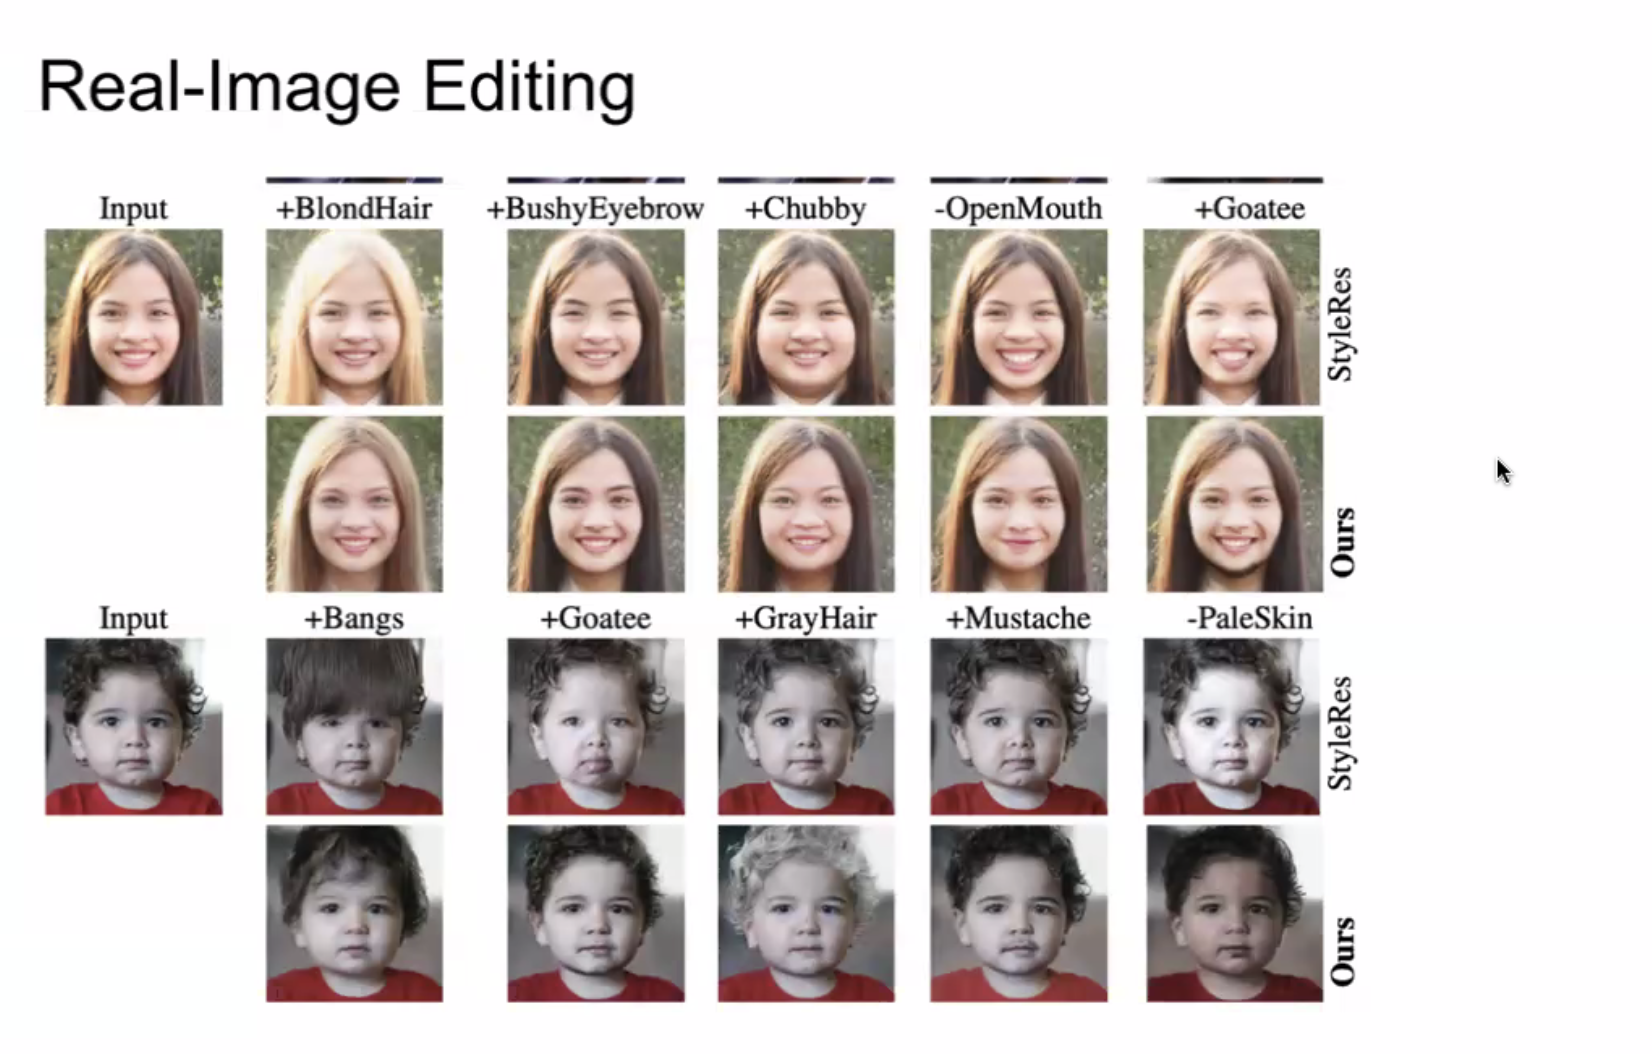 Real-Image Editing
Input +BlondHair +BushyEyebrow +Chubby -OpenMouth +Goatee
StyleRes
Ours
Input +Bangs +Goatee +GrayHair +Mustache -PaleSkin
StyleRes
Ours